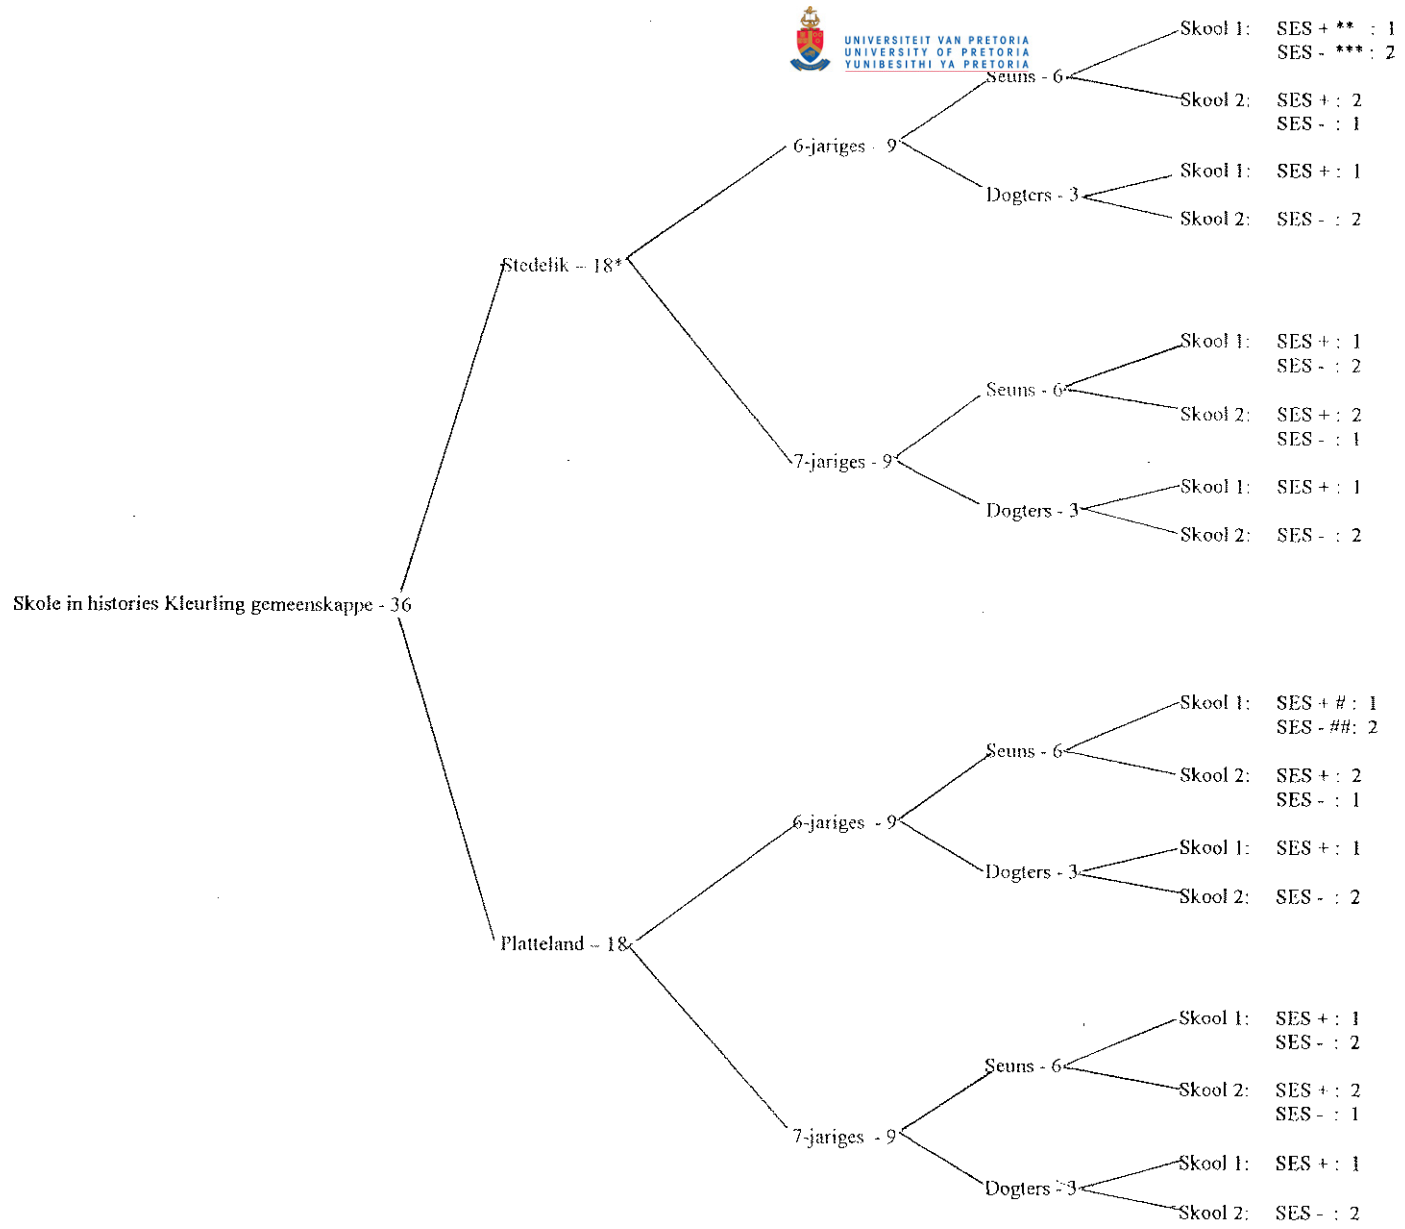 UNIVERSITEIT VAN PRETORIA
UNIVERSITY OF PRETORIA
YUNIBESITHI YA PRETORIA
Skool 1: SES + ** : 1
SES - *** : 2
Seuns - 6
Skool 2: SES + : 2
SES - : 1
6-jariges - 9
Skool 1: SES + : 1
Dogters - 3
Skool 2: SES - : 2
Stedelik - 18*
Skool 1: SES + : 1
SES - : 2
Seuns - 6
Skool 2: SES + : 2
SES - : 1
7-jariges - 9
Skool 1: SES + : 1
Dogters - 3
Skool 2: SES - : 2
Skole in histories Kleurling gemeenskappe - 36
Skool 1: SES + # : 1
SES - ##: 2
Seuns - 6
Skool 2: SES + : 2
SES - : 1
6-jariges - 9
Skool 1: SES + : 1
Dogters - 3
Skool 2: SES - : 2
Platteland - 18
Skool 1: SES + : 1
SES - : 2
Seuns - 6
Skool 2: SES + : 2
SES - : 1
7-jariges - 9
Skool 1: SES + : 1
Dogters - 3
Skool 2: SES - : 2